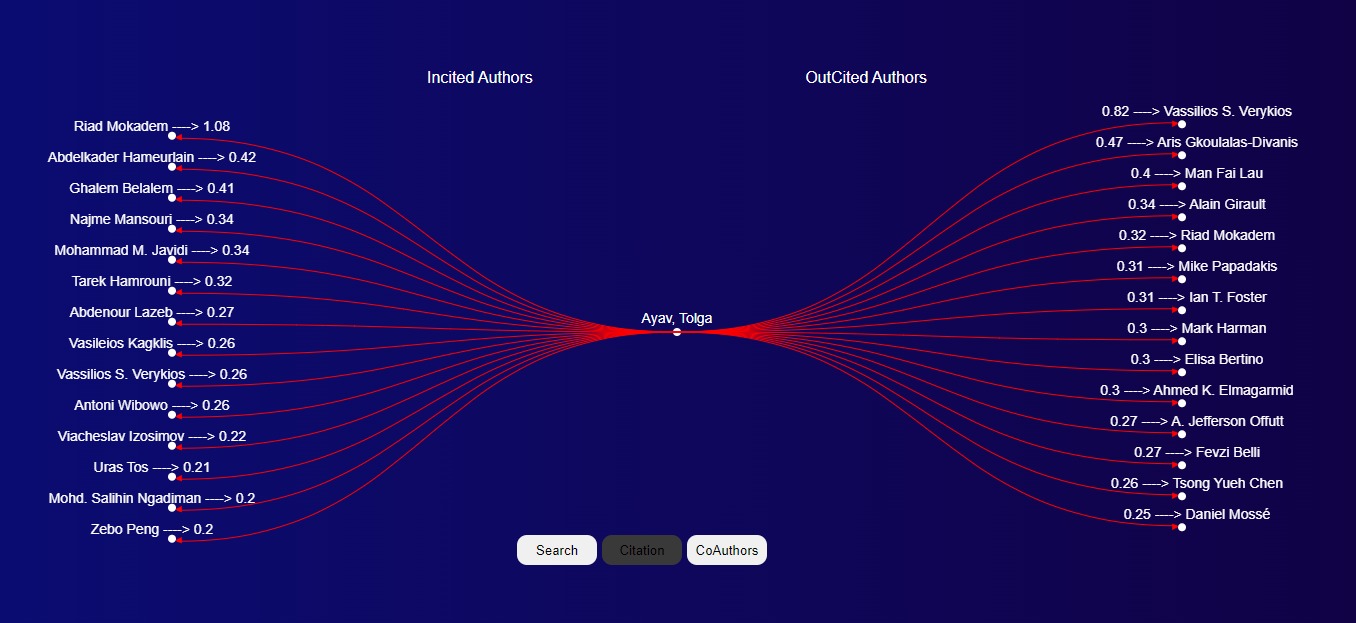 Incited Authors
OutCited Authors
Riad Mokadem ----> 1.08
Abdelkader Hameurlain ----> 0.42
Ghalem Belalem ----> 0.41
Najme Mansouri ----> 0.34
Mohammad M. Javidi ----> 0.34
Tarek Hamrouni ----> 0.32
Abdenour Lazeb ----> 0.27
Vasileios Kagklis ----> 0.26
Vassilios S. Verykios ----> 0.26
Antoni Wibowo ----> 0.26
Viacheslav Izosimov ----> 0.22
Uras Tos ----> 0.21
Mohd. Salihin Ngadiman ----> 0.2
Zebo Peng ----> 0.2
Ayav, Tolga
0.82 ----> Vassilios S. Verykios
0.47 ----> Aris Gkoulalas-Divanis
0.4 ----> Man Fai Lau
0.34 ----> Alain Girault
0.32 ----> Riad Mokadem
0.31 ----> Mike Papadakis
0.31 ----> Ian T. Foster
0.3 ----> Mark Harman
0.3 ----> Elisa Bertino
0.3 ----> Ahmed K. Elmagarmid
0.27 ----> A. Jefferson Offutt
0.27 ----> Fevzi Belli
0.26 ----> Tsong Yueh Chen
0.25 ----> Daniel Mossé
Search
Citation
CoAuthors